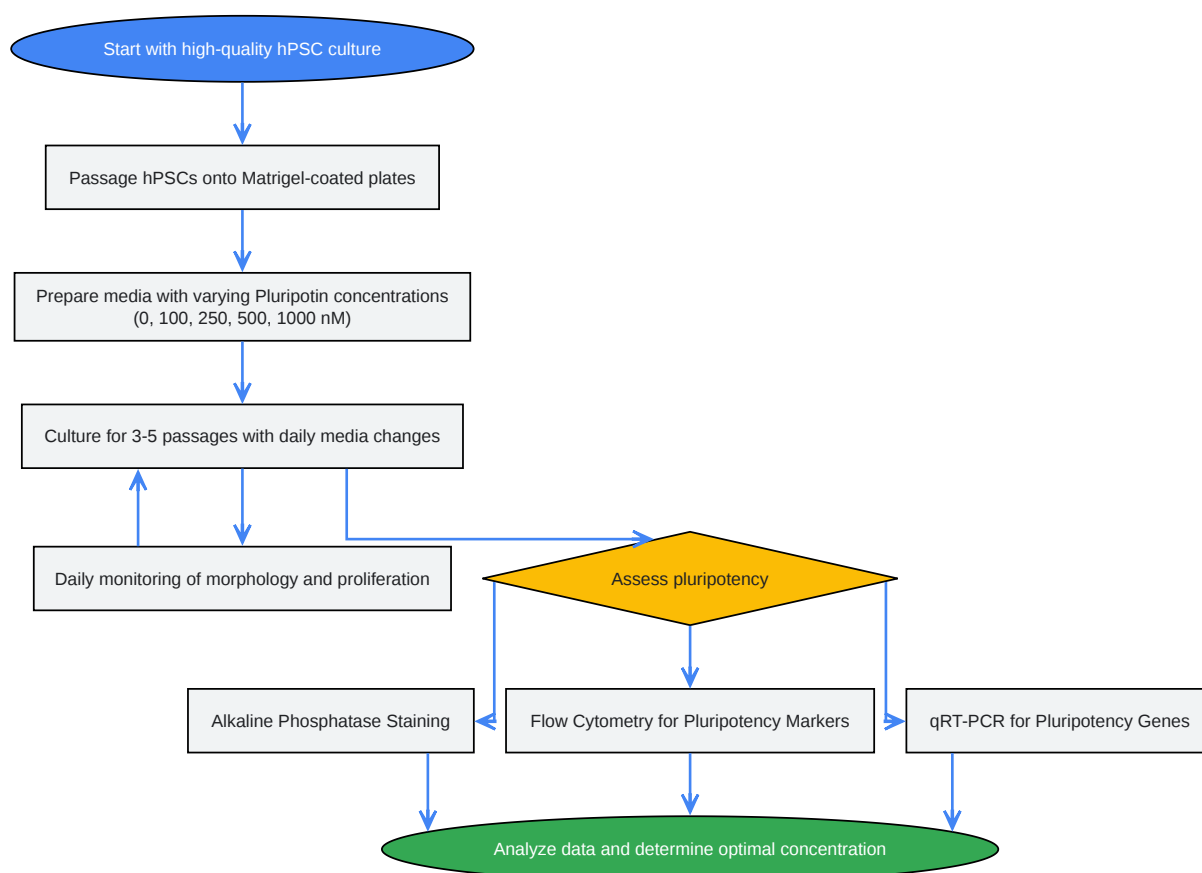 Start with high-quality hPSC culture
Passage hPSCs onto Matrigel-coated plates
Prepare media with varying Pluripotin concentrations
(0, 100, 250, 500, 1000 nM)
Culture for 3-5 passages with daily media changes
Daily monitoring of morphology and proliferation
Assess pluripotency
Alkaline Phosphatase Staining
Flow Cytometry for Pluripotency Markers
qRT-PCR for Pluripotency Genes
Analyze data and determine optimal concentration